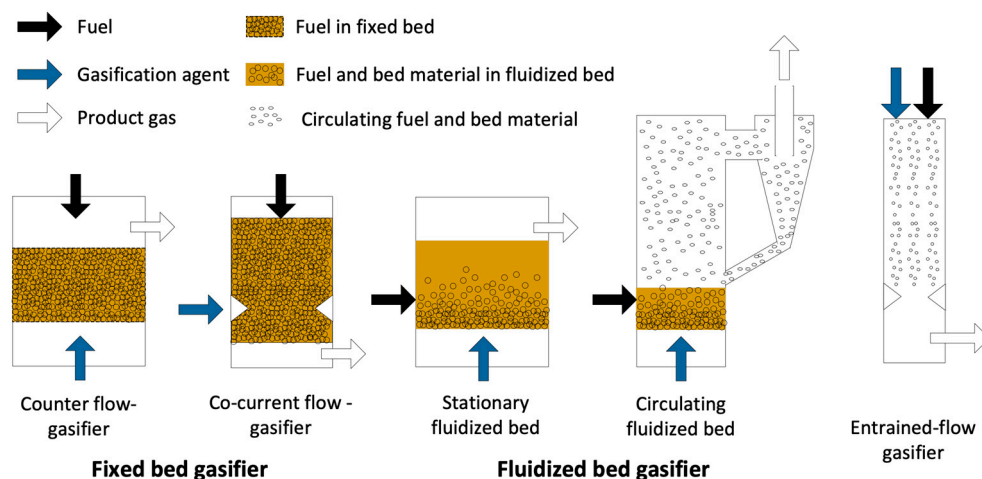 Fuel
Fuel in fixed bed
Gasification agent
Fuel and bed material in fluidized bed
Product gas
Circulating fuel and bed material
Counter flow-
gasifier
Co-current flow -
gasifier
Stationary
fluidized bed
Circulating
fluidized bed
Entrained-flow
gasifier
Fixed bed gasifier
Fluidized bed gasifier